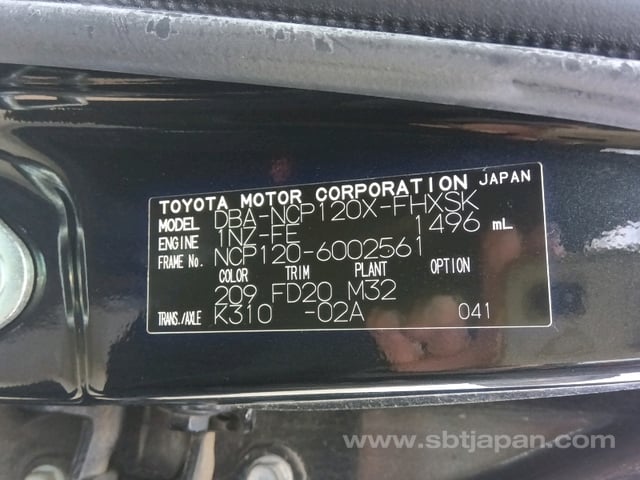 TOYOTA MOTOR CORPORATION JAPAN
MODEL DBA-NCP120X-FHXSK
ENGINE 1NZ-FE 1496 mL
FRAME No. NCP120-6002561
COLOR TRIM PLANT OPTION
209 FD20 M32
TRANS./AXLE K310 -02A 041
www.sbtjapan.com